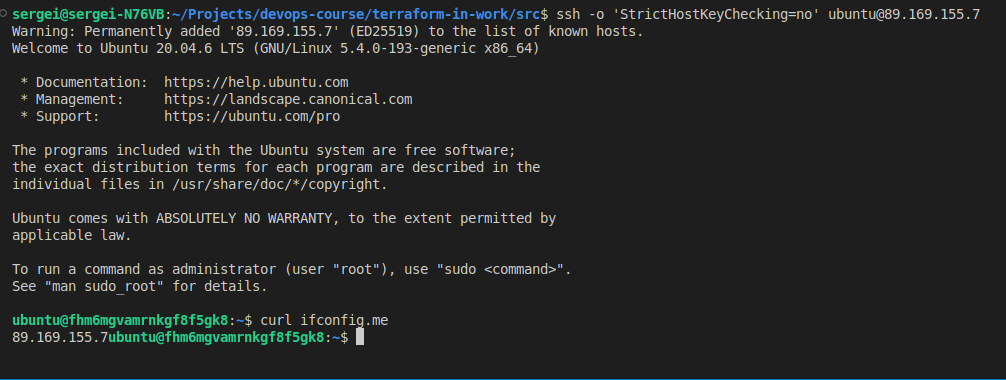 sergei@sergei-N76VB:~/Projects/devops-course/terraform-in-work/src$ ssh -o 'StrictHostKeyChecking=no' ubuntu@89.169.155.7
Warning: Permanently added '89.169.155.7' (ED25519) to the list of known hosts.
Welcome to Ubuntu 20.04.6 LTS (GNU/Linux 5.4.0-193-generic x86_64)

 * Documentation:  https://help.ubuntu.com
 * Management:     https://landscape.canonical.com
 * Support:        https://ubuntu.com/pro

The programs included with the Ubuntu system are free software;
the exact distribution terms for each program are described in the
individual files in /usr/share/doc/*/copyright.

Ubuntu comes with ABSOLUTELY NO WARRANTY, to the extent permitted by
applicable law.

To run a command as administrator (user "root"), use "sudo <command>".
See "man sudo_root" for details.

ubuntu@fhm6mgvamrnkgf8f5gk8:~$ curl ifconfig.me
89.169.155.7ubuntu@fhm6mgvamrnkgf8f5gk8:~$